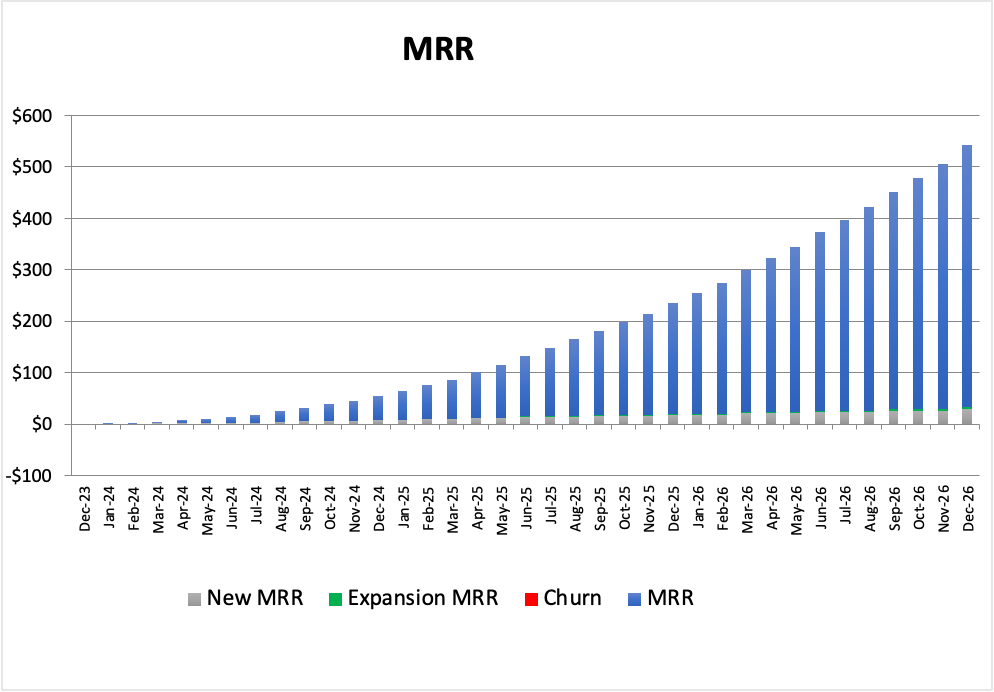 MRR
$600
$500
$400
$300
$200
$100
$0
-$100
Dec-23
Jan-24
Feb-24
Mar-24
Apr-24
May-24
Jun-24
Jul-24
Aug-24
Sep-24
Oct-24
Nov-24
Dec-24
Jan-25
Feb-25
Mar-25
Apr-25
May-25
Jun-25
Jul-25
Aug-25
Sep-25
Oct-25
Nov-25
Dec-25
Jan-26
Feb-26
Mar-26
Apr-26
May-26
Jun-26
Jul-26
Aug-26
Sep-26
Oct-26
Nov-26
Dec-26
New MRR Expansion MRR Churn MRR